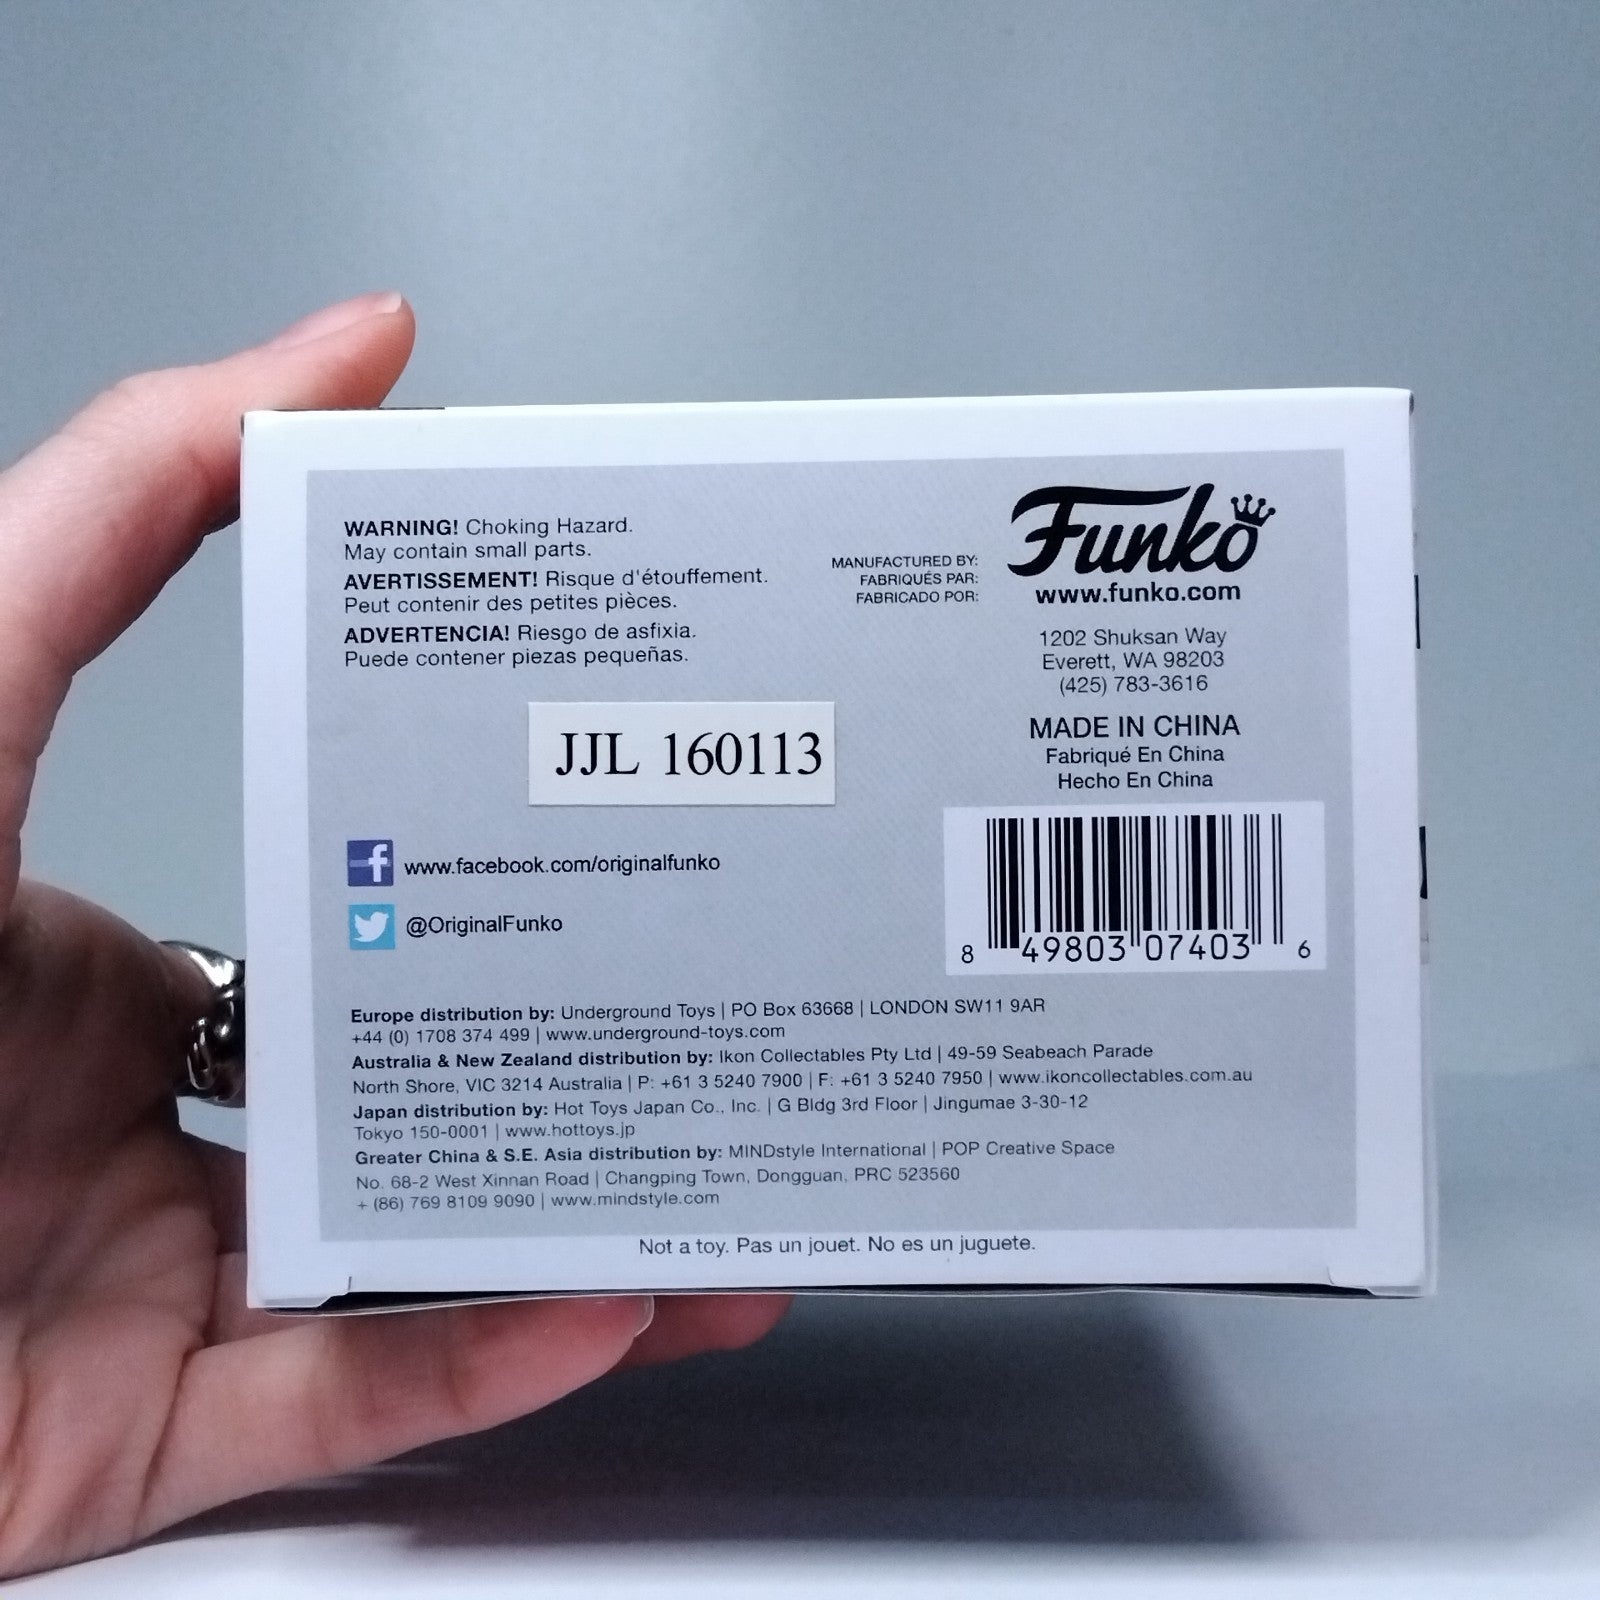 WARNING! Choking Hazard.
May contain small parts.
AVERTISSEMENT! Risque d'étouffement.
Peut contenir des petites pièces.
ADVERTENCIA! Riesgo de asfixia.
Puede contener piezas pequeñas.
MANUFACTURED BY:
FABRIQUÉS PAR:
FABRICADO POR:
Funko
www.funko.com
1202 Shuksan Way
Everett, WA 98203
(425) 783-3616
MADE IN CHINA
Fabriqué En China
Hecho En China
JJL 160113
f www.facebook.com/originalfunko
@OriginalFunko
8 49803 07403 6
Europe distribution by: Underground Toys | PO Box 63668 | LONDON SW11 9AR
+44 (0) 1708 374 499 | www.underground-toys.com
Australia & New Zealand distribution by: Ikon Collectables Pty Ltd | 49-59 Seabeach Parade
North Shore, VIC 3214 Australia | P: +61 3 5240 7900 | F: +61 3 5240 7950 | www.ikoncollectables.com.au
Japan distribution by: Hot Toys Japan Co., Inc. | G Bldg 3rd Floor | Jingumae 3-30-12
Tokyo 150-0001 | www.hottoys.jp
Greater China & S.E. Asia distribution by: MINDstyle International | POP Creative Space
No. 68-2 West Xinnan Road | Changping Town, Dongguan, PRC 523560
+ (86) 769 8109 9090 | www.mindstyle.com
Not a toy. Pas un jouet. No es un juguete.